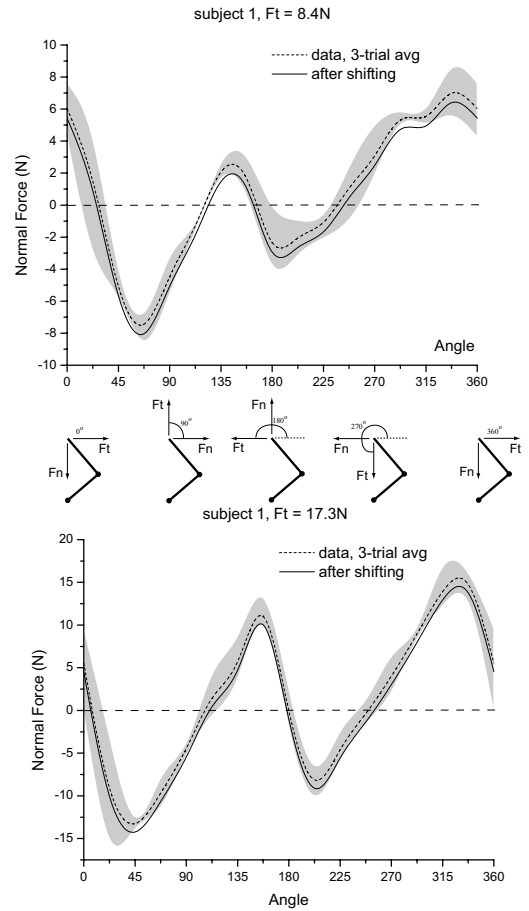 subject 1, Ft = 8.4N
data, 3-trial avg
after shifting
Normal Force (N)
10
8
6
4
2
0
-2
-4
-6
-8
-10
Angle
0 45 90 135 180 225 270 315 360
0° Ft Fn
Ft 90° Fn
Fn 180° Ft
270° Fn Ft
360° Ft Fn
subject 1, Ft = 17.3N
data, 3-trial avg
after shifting
Normal Force (N)
20
15
10
5
0
-5
-10
-15
0 45 90 135 180 225 270 315 360
Angle